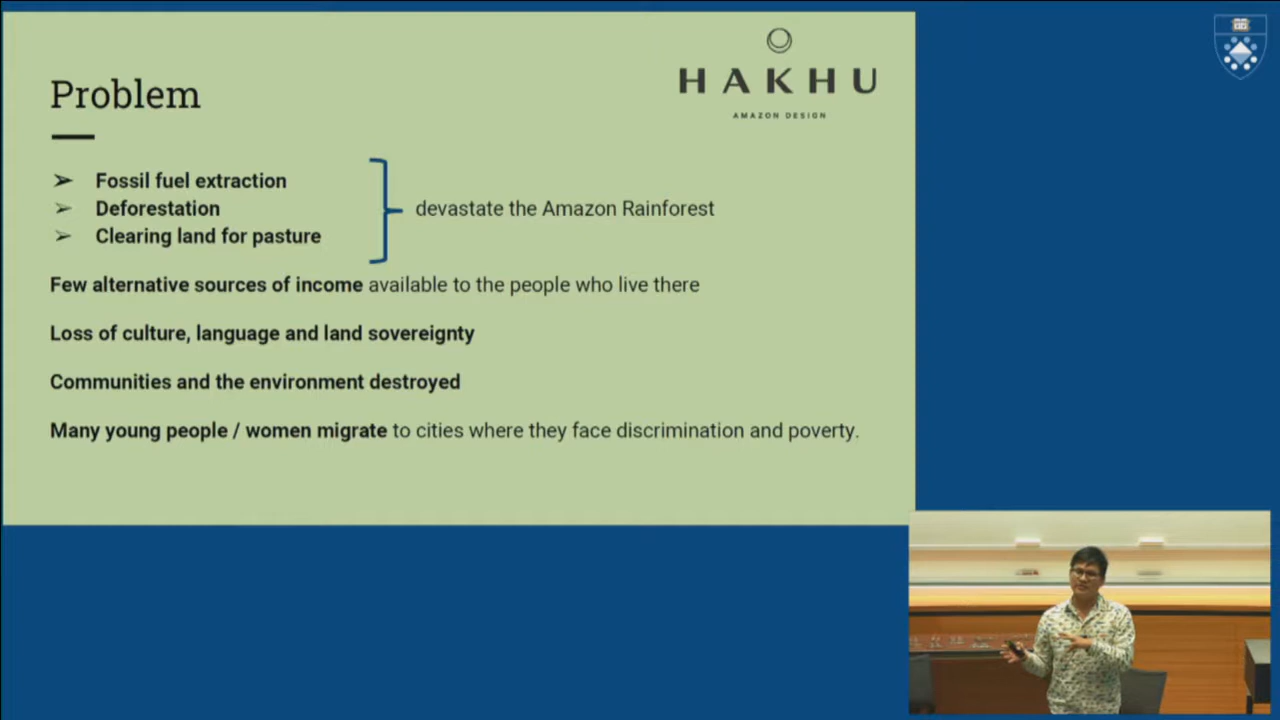 HAKHU
AMAZON DESIGN
Problem
➢ Fossil fuel extraction
➢ Deforestation
➢ Clearing land for pasture
devastate the Amazon Rainforest
Few alternative sources of income available to the people who live there
Loss of culture, language and land sovereignty
Communities and the environment destroyed
Many young people / women migrate to cities where they face discrimination and poverty.